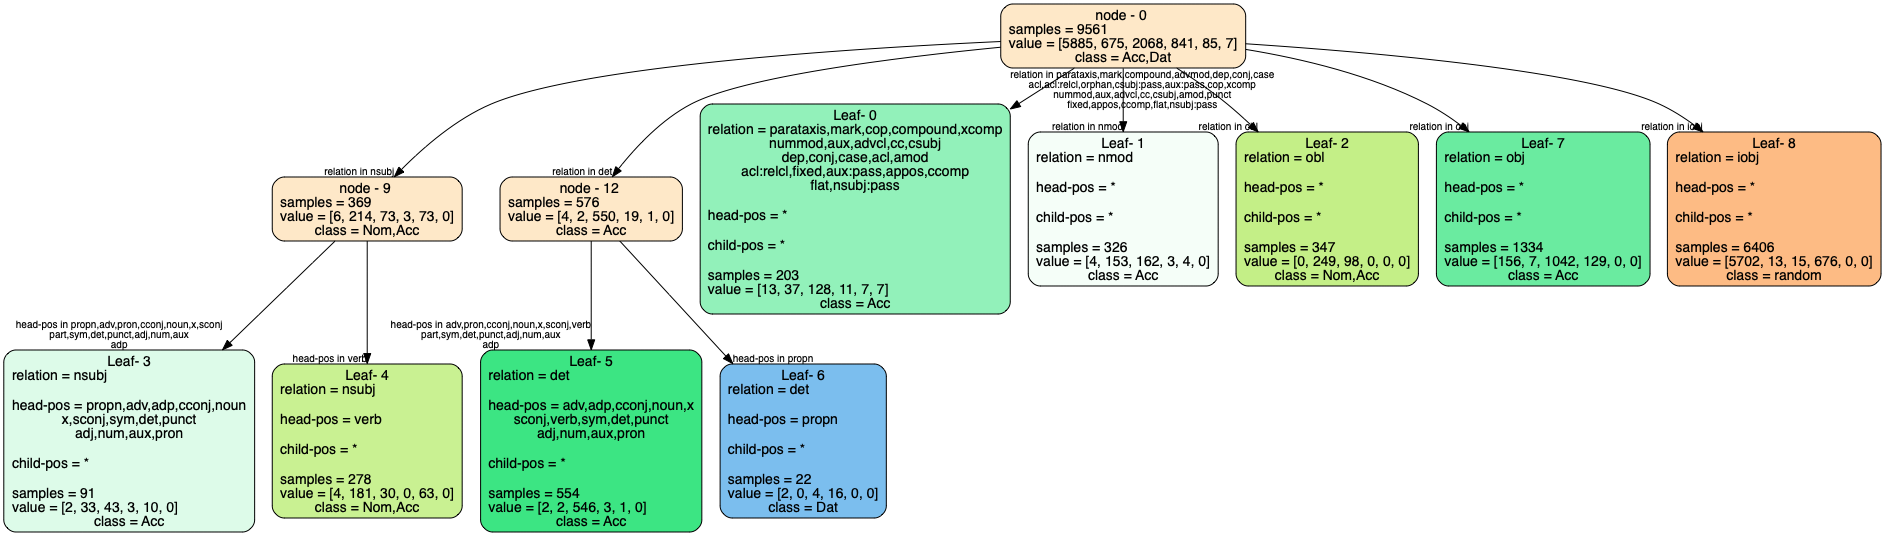 node - 0
samples = 9561
value = [5885, 675, 2068, 841, 85, 7]
class = Acc,Dat
relation in parataxis,mark,compound,advmod,dep,conj,case
acl,acl:relcl,orphan,csubj:pass,aux:pass,cop,xcomp
nummod,aux,advcl,cc,csubj,amod,punct
fixed,appos,ccomp,flat,nsubj:pass
Leaf- 0
relation = parataxis,mark,cop,compound,xcomp
nummod,aux,advcl,cc,csubj
dep,conj,case,acl,amod
acl:relcl,fixed,aux:pass,appos,ccomp
flat,nsubj:pass
head-pos = *
child-pos = *
samples = 203
value = [13, 37, 128, 11, 7, 7]
class = Acc
relation in nmod
Leaf- 1
relation = nmod
head-pos = *
child-pos = *
samples = 326
value = [4, 153, 162, 3, 4, 0]
class = Acc
relation in obl
Leaf- 2
relation = obl
head-pos = *
child-pos = *
samples = 347
value = [0, 249, 98, 0, 0, 0]
class = Nom,Acc
relation in obj
Leaf- 7
relation = obj
head-pos = *
child-pos = *
samples = 1334
value = [156, 7, 1042, 129, 0, 0]
class = Acc
relation in iobj
Leaf- 8
relation = iobj
head-pos = *
child-pos = *
samples = 6406
value = [5702, 13, 15, 676, 0, 0]
class = random
relation in nsubj
node - 9
samples = 369
value = [6, 214, 73, 3, 73, 0]
class = Nom,Acc
relation in det
node - 12
samples = 576
value = [4, 2, 550, 19, 1, 0]
class = Acc
head-pos in propn,adv,pron,cconj,noun,x,sconj
part,sym,det,punct,adj,num,aux
adp
Leaf- 3
relation = nsubj
head-pos = propn,adv,adp,cconj,noun
x,sconj,sym,det,punct
adj,num,aux,pron
child-pos = *
samples = 91
value = [2, 33, 43, 3, 10, 0]
class = Acc
head-pos in verb
Leaf- 4
relation = nsubj
head-pos = verb
child-pos = *
samples = 278
value = [4, 181, 30, 0, 63, 0]
class = Nom,Acc
head-pos in adv,pron,cconj,noun,x,sconj,verb
part,sym,det,punct,adj,num,aux
adp
Leaf- 5
relation = det
head-pos = adv,adp,cconj,noun,x
sconj,verb,sym,det,punct
adj,num,aux,pron
child-pos = *
samples = 554
value = [2, 2, 546, 3, 1, 0]
class = Acc
head-pos in propn
Leaf- 6
relation = det
head-pos = propn
child-pos = *
samples = 22
value = [2, 0, 4, 16, 0, 0]
class = Dat